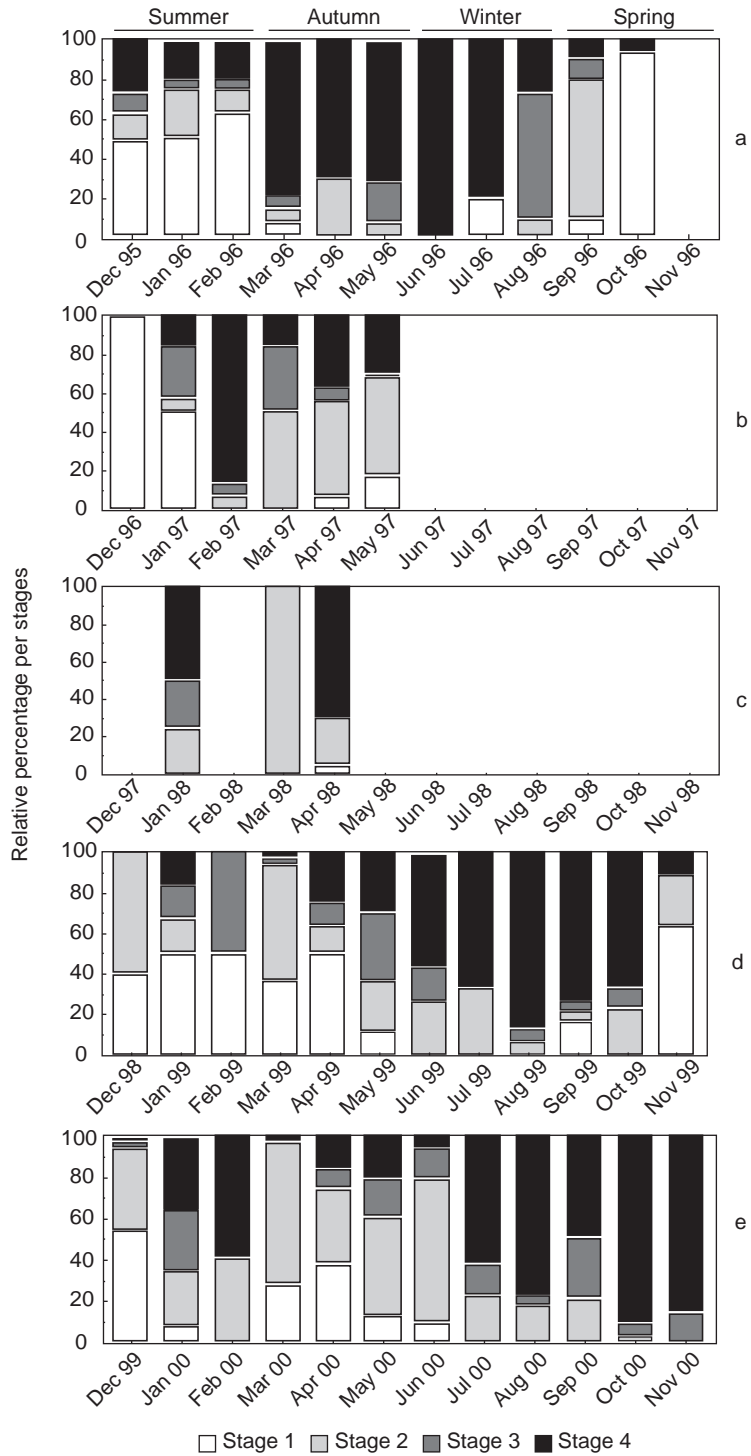 Summer Autumn Winter Spring
100
80
60
40
20
0
a
Dec 95 Jan 96 Feb 96 Mar 96 Apr 96 May 96 Jun 96 Jul 96 Aug 96 Sep 96 Oct 96 Nov 96
100
80
60
40
20
0
b
Dec 96 Jan 97 Feb 97 Mar 97 Apr 97 May 97 Jun 97 Jul 97 Aug 97 Sep 97 Oct 97 Nov 97
Relative percentage per stages
100
80
60
40
20
0
c
Dec 97 Jan 98 Feb 98 Mar 98 Apr 98 May 98 Jun 98 Jul 98 Aug 98 Sep 98 Oct 98 Nov 98
100
80
60
40
20
0
d
Dec 98 Jan 99 Feb 99 Mar 99 Apr 99 May 99 Jun 99 Jul 99 Aug 99 Sep 99 Oct 99 Nov 99
100
80
60
40
20
0
e
Dec 99 Jan 00 Feb 00 Mar 00 Apr 00 May 00 Jun 00 Jul 00 Aug 00 Sep 00 Oct 00 Nov 00
Stage 1 Stage 2 Stage 3 Stage 4